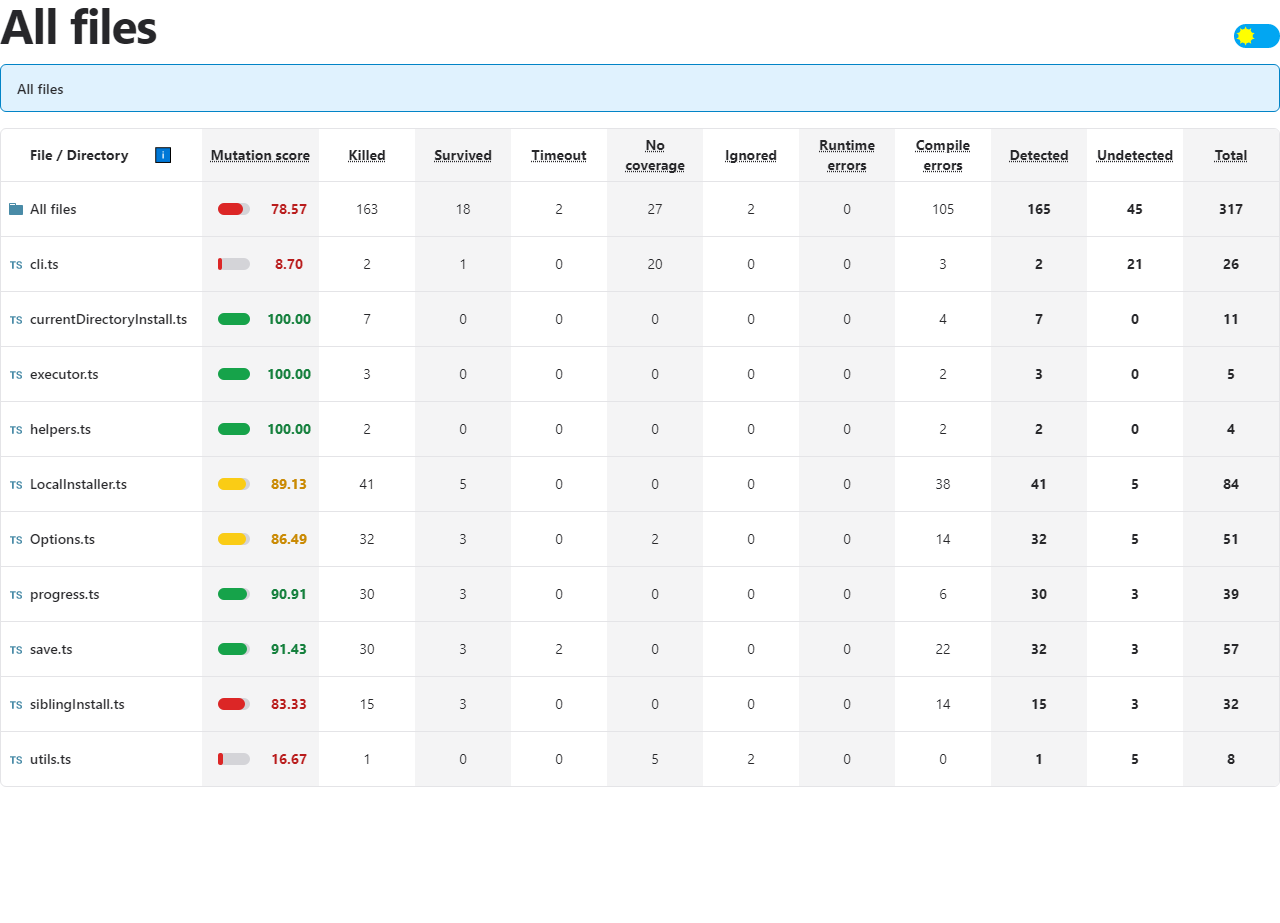 All files
All files
File / Directory i Mutation score Killed Survived Timeout No coverage Ignored Runtime errors Compile errors Detected Undetected Total
All files 78.57 163 18 2 27 2 0 105 165 45 317
TS cli.ts 8.70 2 1 0 20 0 0 3 2 21 26
TS currentDirectoryInstall.ts 100.00 7 0 0 0 0 0 4 7 0 11
TS executor.ts 100.00 3 0 0 0 0 0 2 3 0 5
TS helpers.ts 100.00 2 0 0 0 0 0 2 2 0 4
TS LocalInstaller.ts 89.13 41 5 0 0 0 0 38 41 5 84
TS Options.ts 86.49 32 3 0 2 0 0 14 32 5 51
TS progress.ts 90.91 30 3 0 0 0 0 6 30 3 39
TS save.ts 91.43 30 3 2 0 0 0 22 32 3 57
TS siblingInstall.ts 83.33 15 3 0 0 0 0 14 15 3 32
TS utils.ts 16.67 1 0 0 5 2 0 0 1 5 8